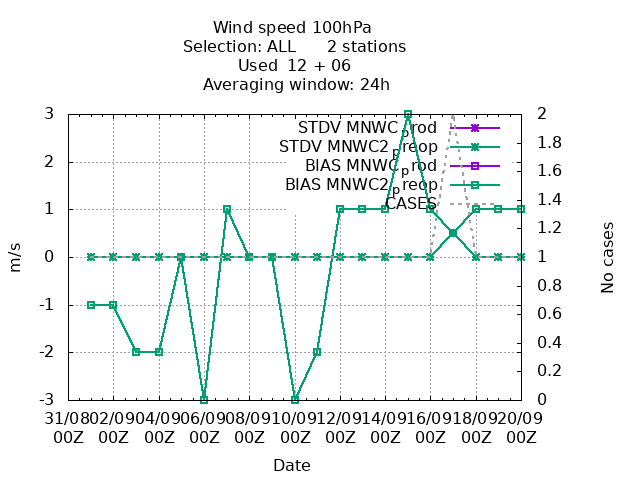 Wind speed 100hPa
Selection: ALL 2 stations
Used 12 + 06
Averaging window: 24h
3
2
1
0
-1
-2
-3
m/s
2
1.8
1.6
1.4
1.2
1
0.8
0.6
0.4
0.2
0
No cases
STDV MNWC_prod
STDV MNWC2_preop
BIAS MNWC_prod
BIAS MNWC2_preop
CASES
31/08 02/09 04/09 06/09 08/09 10/09 12/09 14/09 16/09 18/09 20/09
00Z 00Z 00Z 00Z 00Z 00Z 00Z 00Z 00Z 00Z 00Z
Date